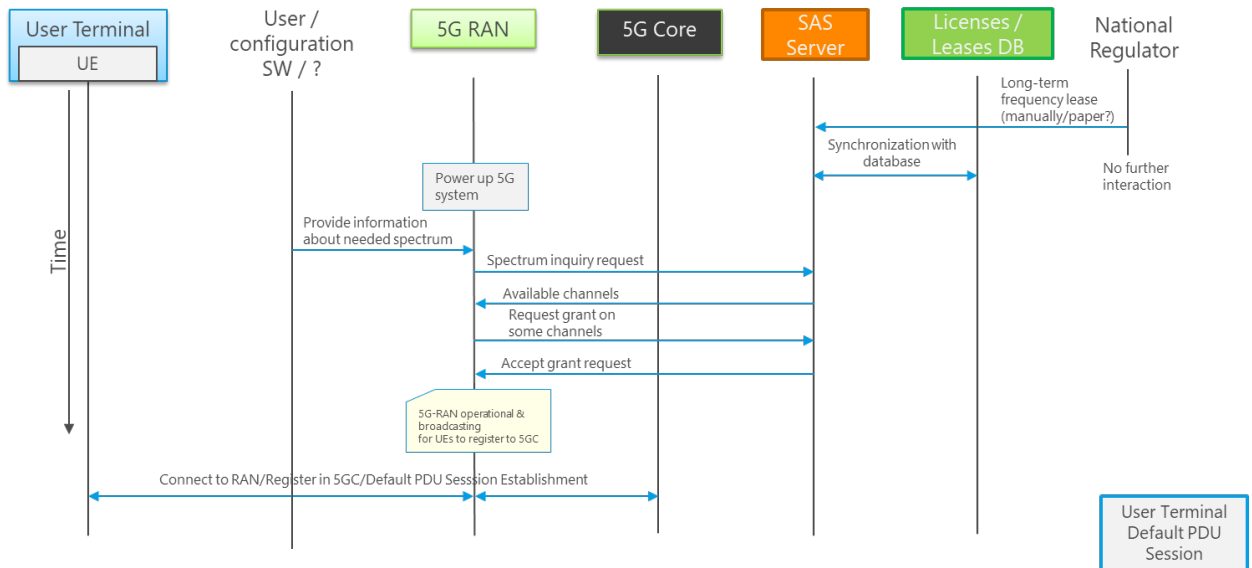 User Terminal
UE
User /
configuration
SW / ?
5G RAN
5G Core
SAS
Server
Licenses /
Leases DB
National
Regulator
Long-term
frequency lease
(manually/paper?)
Synchronization with
database
No further
interaction
Power up 5G
system
Provide information
about needed spectrum
Time
Spectrum inquiry request
Available channels
Request grant on
some channels
Accept grant request
5G-RAN operational &
broadcasting
for UEs to register to 5GC
Connect to RAN/Register in 5GC/Default PDU Sesssion Establishment
User Terminal
Default PDU
Session